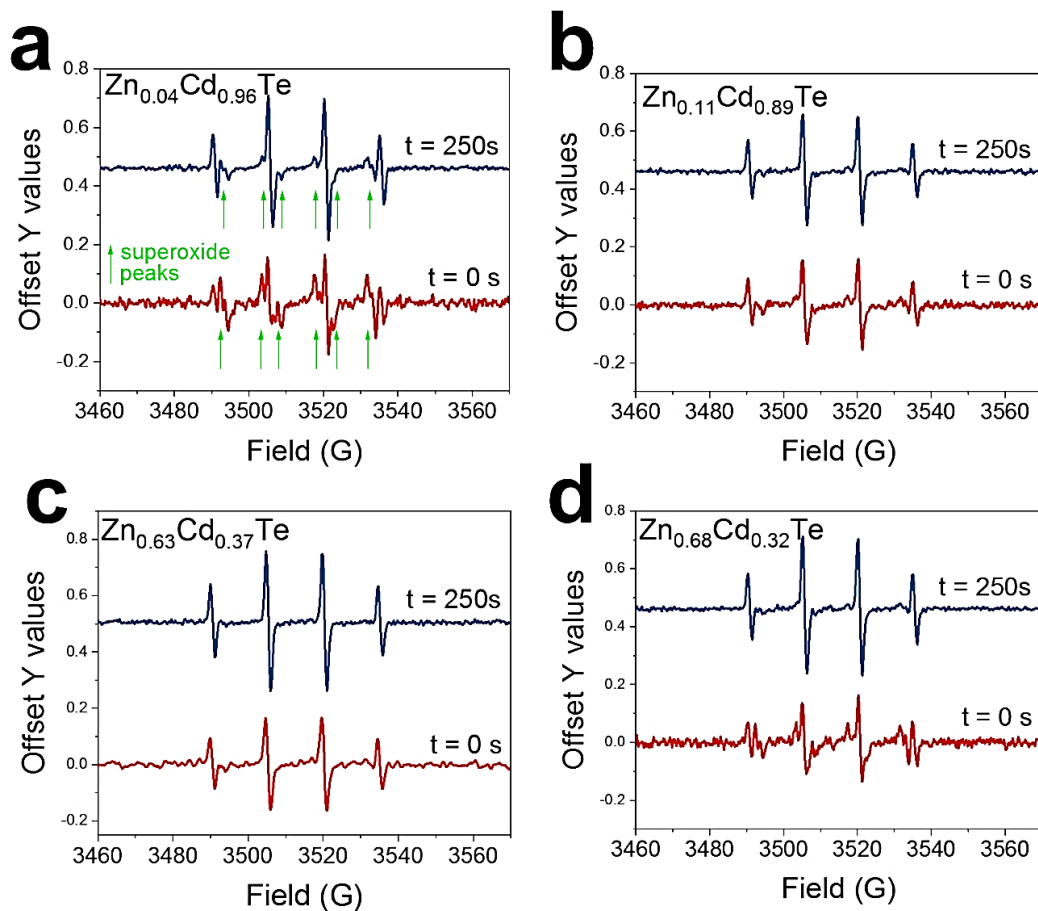 a
Zn0.04Cd0.96Te
0.8
0.6
0.4
0.2
0.0
-0.2
Offset Y values
t = 250s
superoxide
peaks
t = 0 s
3460 3480 3500 3520 3540 3560
Field (G)
b
Zn0.11Cd0.89Te
0.8
0.6
0.4
0.2
0.0
-0.2
Offset Y values
t = 250s
t = 0 s
3460 3480 3500 3520 3540 3560
Field (G)
c
Zn0.63Cd0.37Te
0.8
0.6
0.4
0.2
0.0
-0.2
Offset Y values
t = 250s
t = 0 s
3460 3480 3500 3520 3540 3560
Field (G)
d
Zn0.68Cd0.32Te
0.8
0.6
0.4
0.2
0.0
-0.2
Offset Y values
t = 250s
t = 0 s
3460 3480 3500 3520 3540 3560
Field (G)